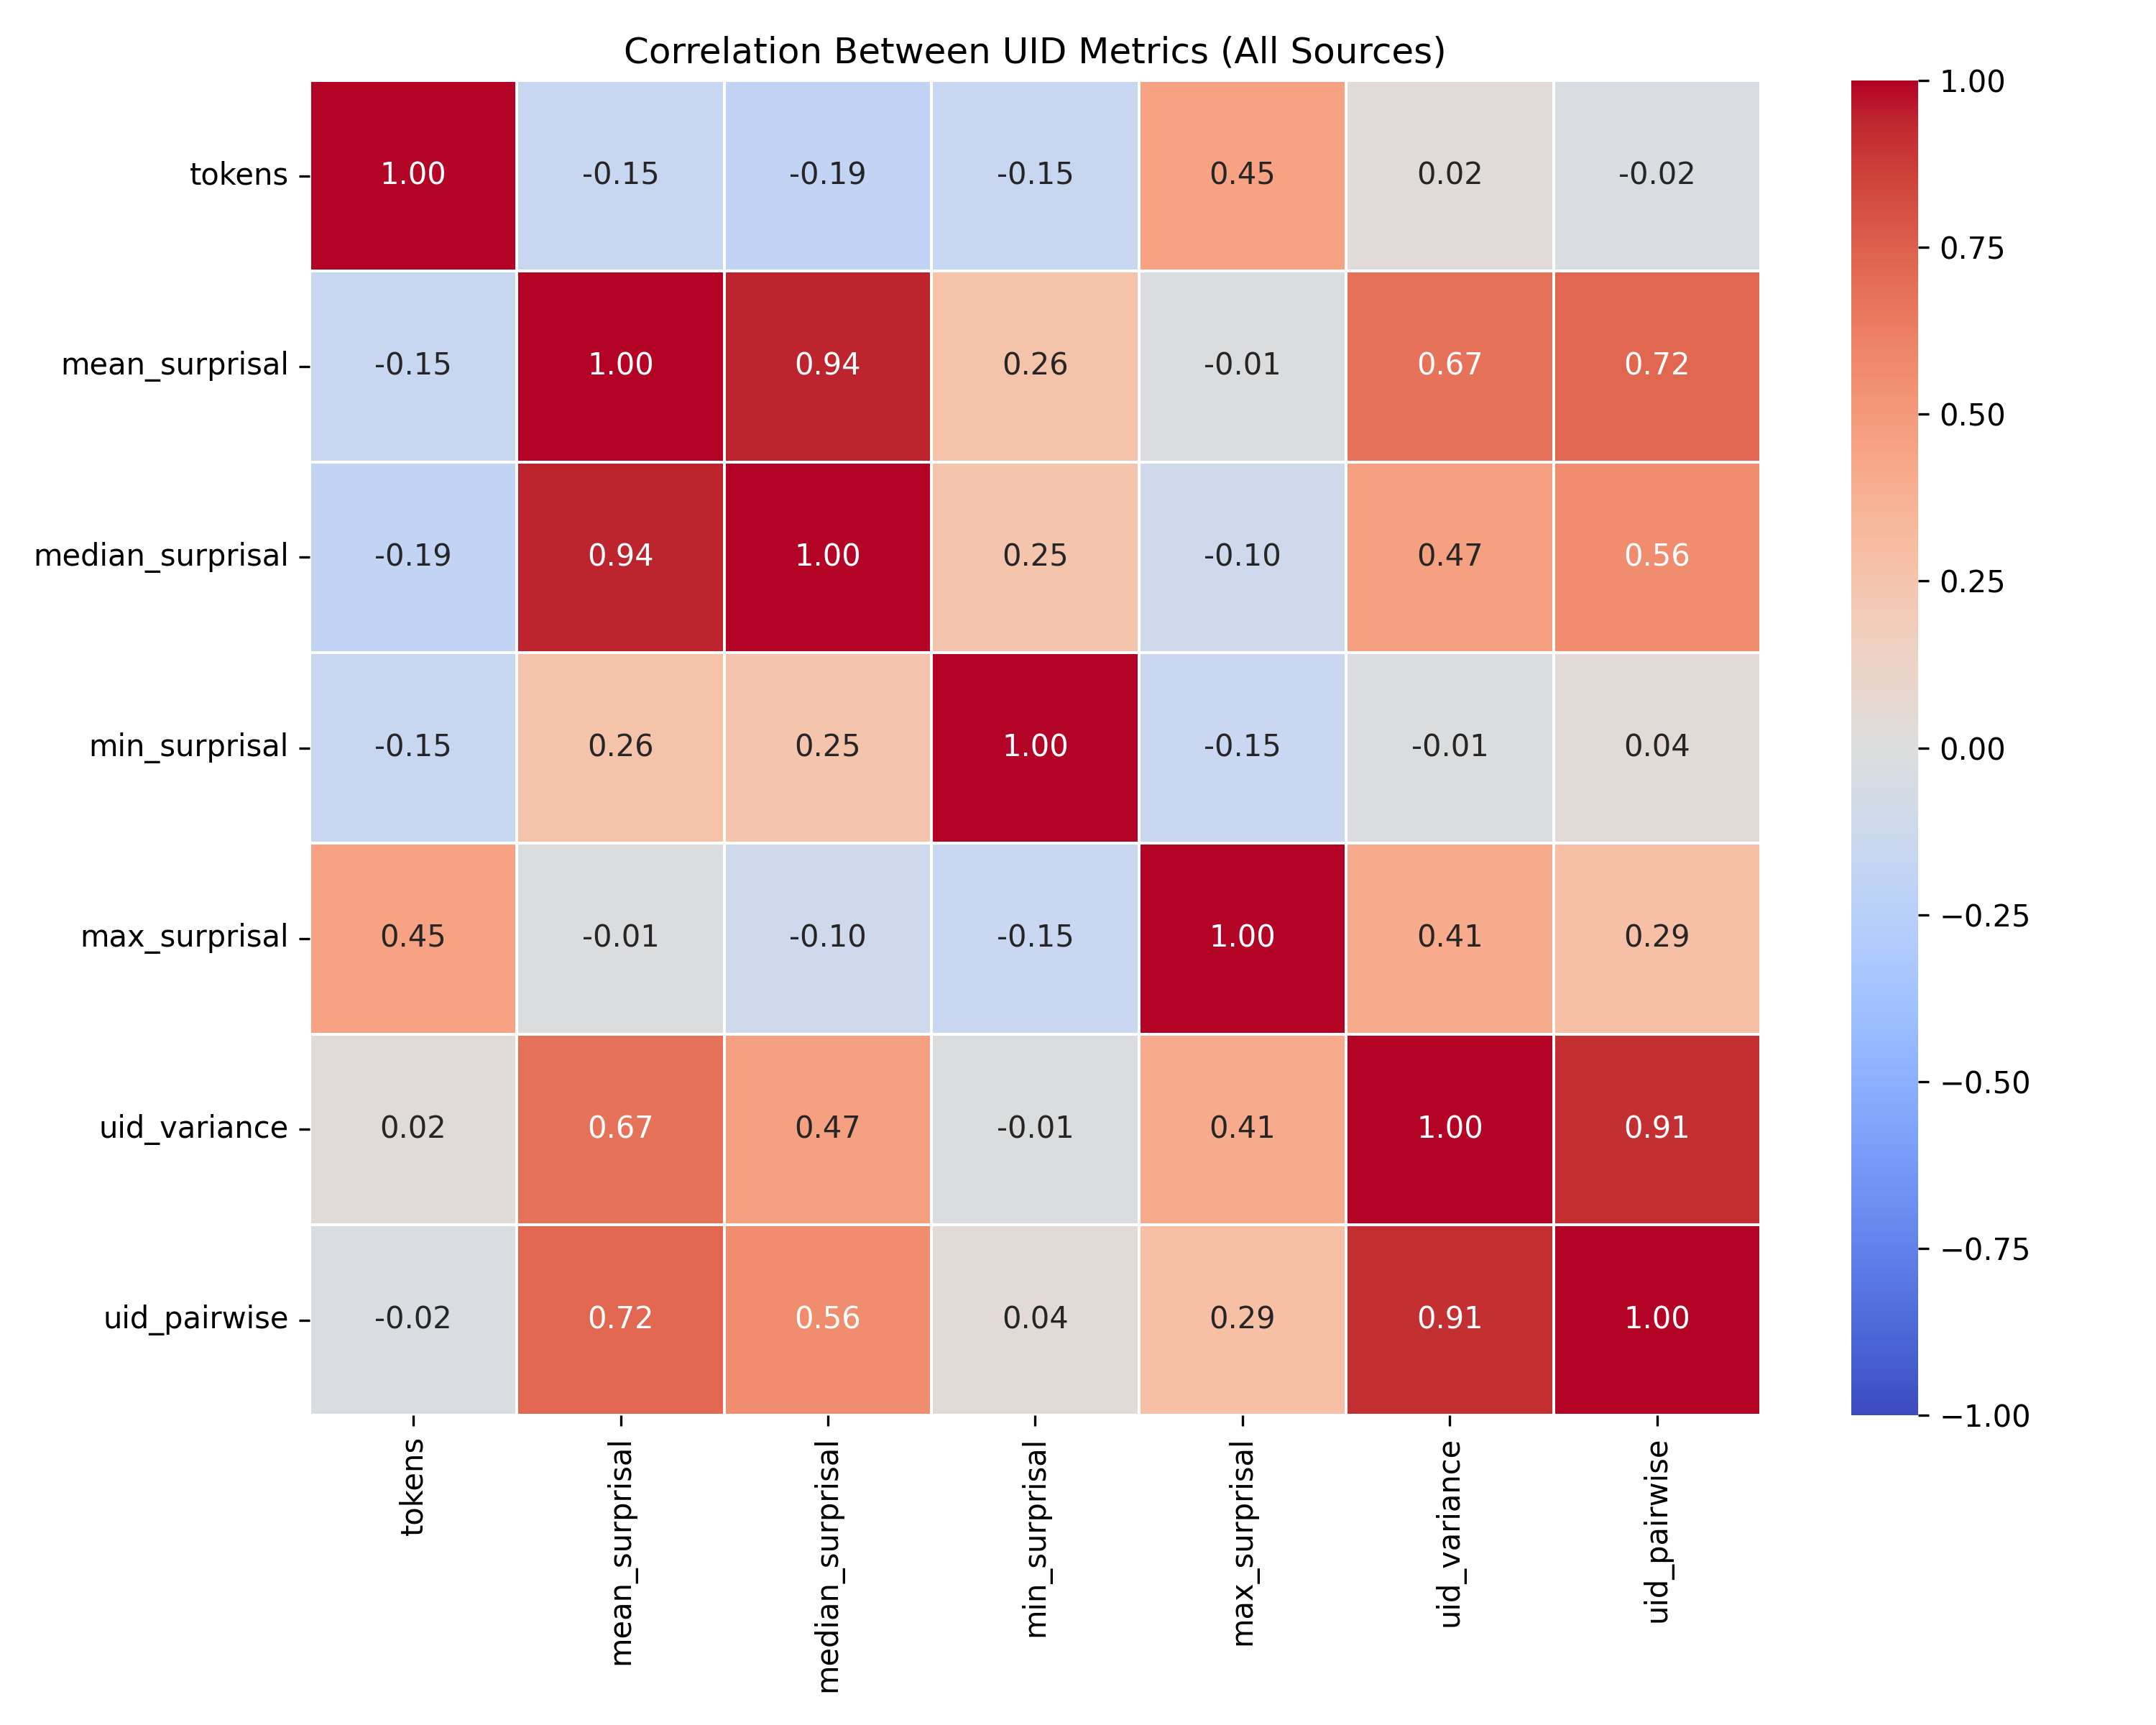 Correlation Between UID Metrics (All Sources)
tokens 1.00 -0.15 -0.19 -0.15 0.45 0.02 -0.02
mean_surprisal -0.15 1.00 0.94 0.26 -0.01 0.67 0.72
median_surprisal -0.19 0.94 1.00 0.25 -0.10 0.47 0.56
min_surprisal -0.15 0.26 0.25 1.00 -0.15 -0.01 0.04
max_surprisal 0.45 -0.01 -0.10 -0.15 1.00 0.41 0.29
uid_variance 0.02 0.67 0.47 -0.01 0.41 1.00 0.91
uid_pairwise -0.02 0.72 0.56 0.04 0.29 0.91 1.00
tokens
mean_surprisal
median_surprisal
min_surprisal
max_surprisal
uid_variance
uid_pairwise
1.00
0.75
0.50
0.25
0.00
−0.25
−0.50
−0.75
−1.00